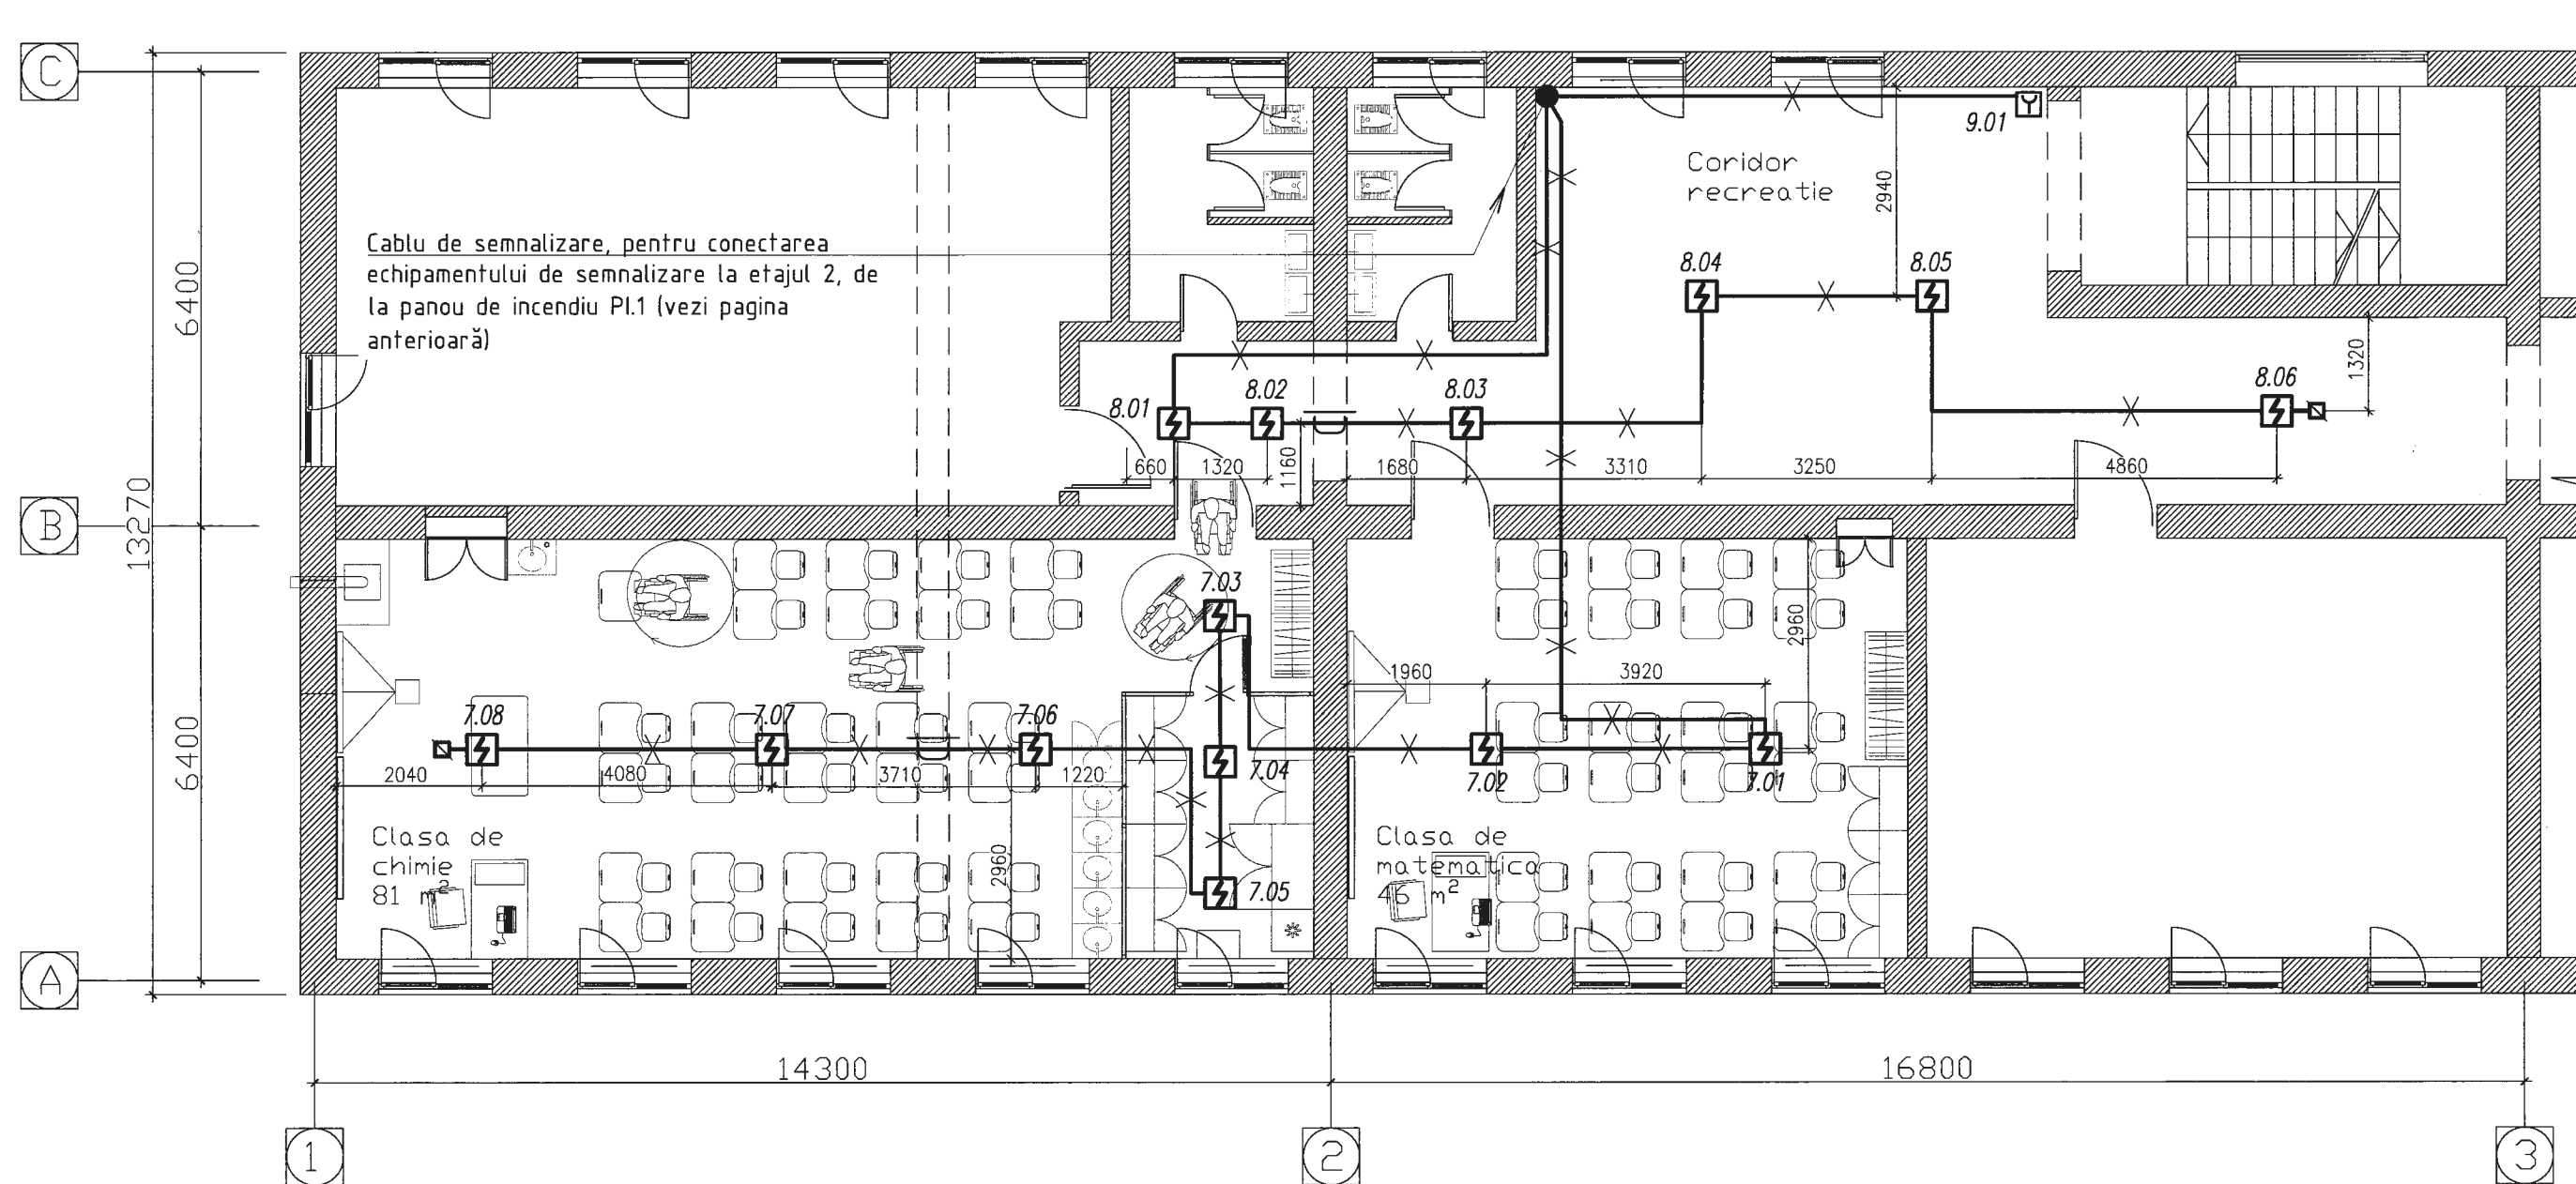 C
9.01
Coridor
recreatie
2940
Cablu de semnalizare, pentru conectarea
echipamentului de semnalizare la etajul 2, de
la panou de incendiu PI.1 (vezi pagina
anterioară)
6400
8.04
8.05
1320
8.01
8.02
8.03
8.06
660
1320
1160
1680
3310
3250
4860
B
13270
7.03
2960
1960
3920
6400
7.08
7.07
7.06
7.04
7.02
7.01
2040
4080
3710
1220
Clasa de
chimie
81 m²
2960
7.05
Clasa de
matematica
46 m²
A
14300
16800
1
2
3